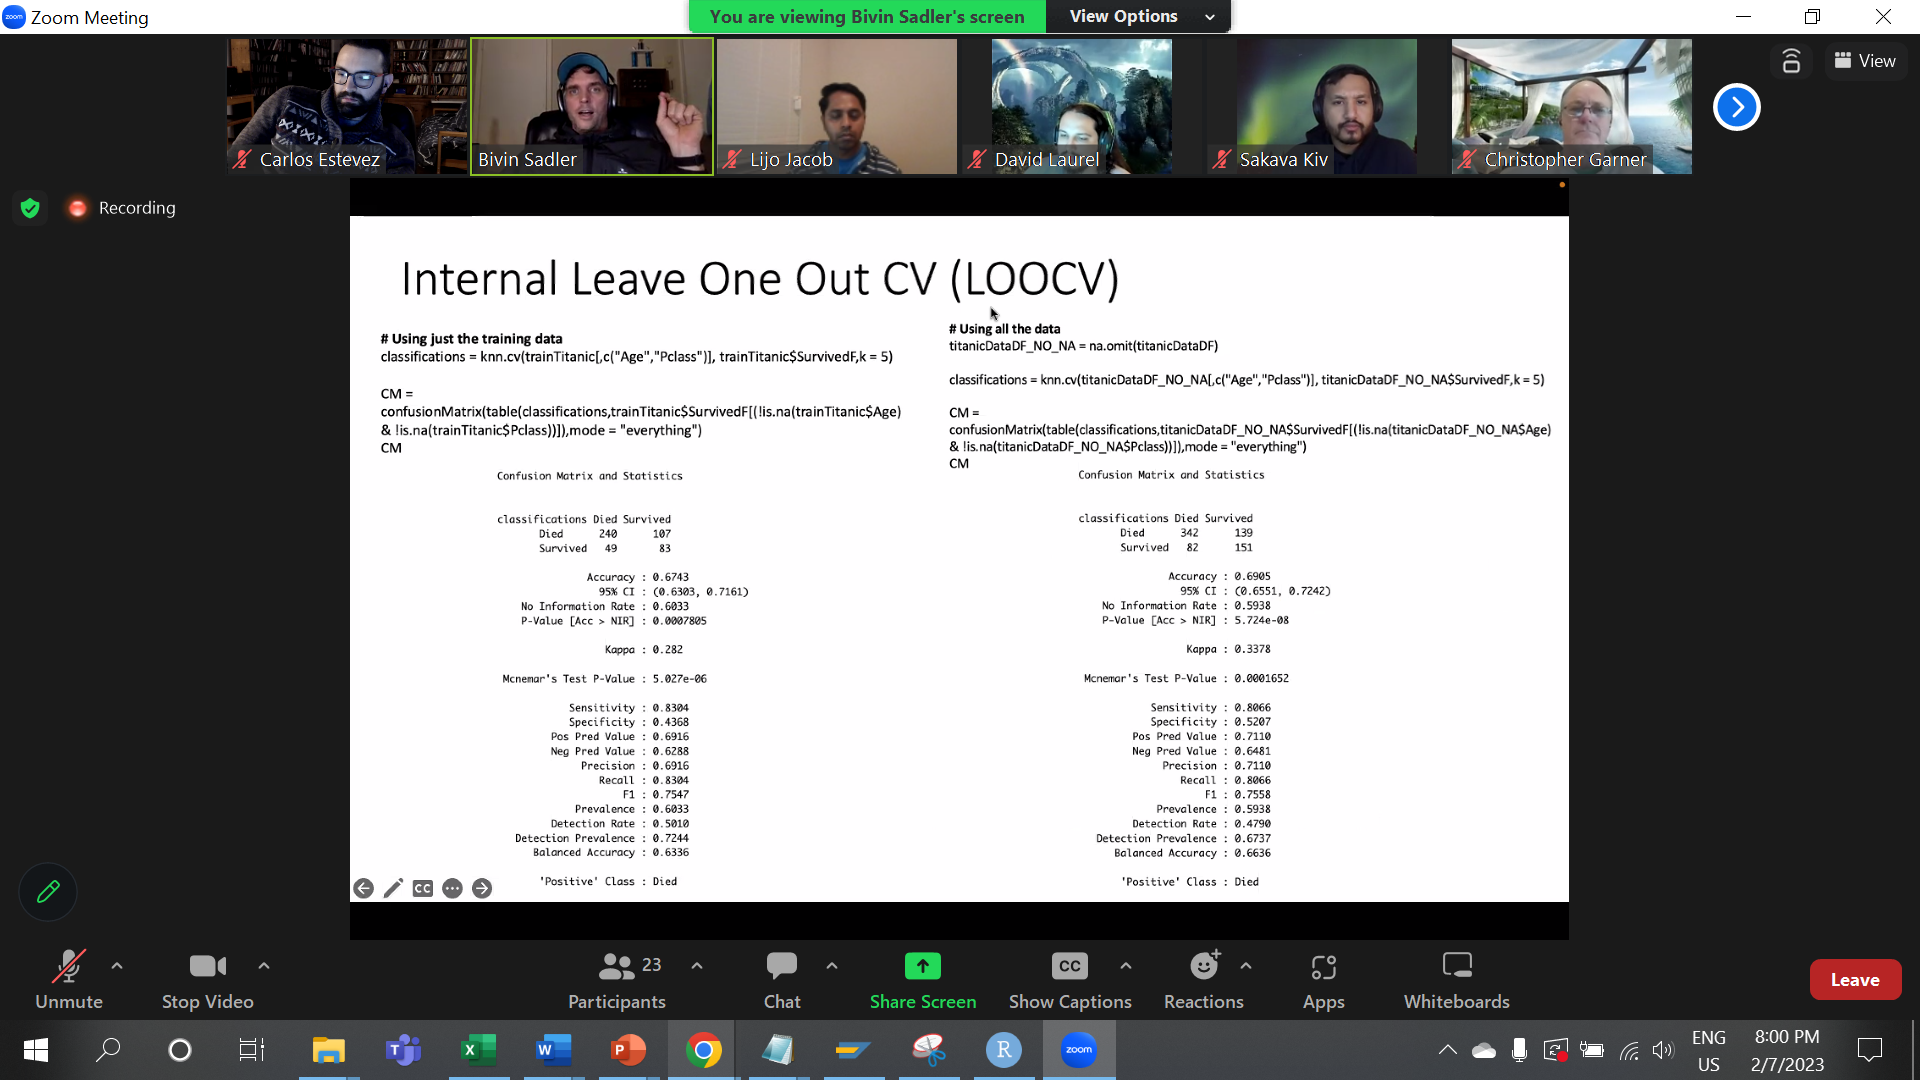 zoom Zoom Meeting
You are viewing Bivin Sadler's screen View Options
Carlos Estevez
Bivin Sadler
Lijo Jacob
David Laurel
Sakava Kiv
Christopher Garner
View
Recording
Internal Leave One Out CV (LOOCV)
# Using just the training data
classifications = knn.cv(trainTitanic[,c("Age","Pclass")], trainTitanic$SurvivedF,k = 5)
CM =
confusionMatrix(table(classifications,trainTitanic$SurvivedF[(!is.na(trainTitanic$Age)
& !is.na(trainTitanic$Pclass))]),mode = "everything")
CM
Confusion Matrix and Statistics
classifications Died Survived
Died 240 107
Survived 49 83
Accuracy : 0.6743
95% CI : (0.6303, 0.7161)
No Information Rate : 0.6033
P-Value [Acc > NIR] : 0.0007805
Kappa : 0.282
Mcnemar's Test P-Value : 5.027e-06
Sensitivity : 0.8304
Specificity : 0.4368
Pos Pred Value : 0.6916
Neg Pred Value : 0.6288
Precision : 0.6916
Recall : 0.8304
F1 : 0.7547
Prevalence : 0.6033
Detection Rate : 0.5010
Detection Prevalence : 0.7244
Balanced Accuracy : 0.6336
'Positive' Class : Died
# Using all the data
titanicDataDF_NO_NA = na.omit(titanicDataDF)
classifications = knn.cv(titanicDataDF_NO_NA[,c("Age","Pclass")], titanicDataDF_NO_NA$SurvivedF,k = 5)
CM =
confusionMatrix(table(classifications,titanicDataDF_NO_NA$SurvivedF[(!is.na(titanicDataDF_NO_NA$Age)
& !is.na(titanicDataDF_NO_NA$Pclass))]),mode = "everything")
CM
Confusion Matrix and Statistics
classifications Died Survived
Died 342 139
Survived 82 151
Accuracy : 0.6905
95% CI : (0.6551, 0.7242)
No Information Rate : 0.5938
P-Value [Acc > NIR] : 5.724e-08
Kappa : 0.3378
Mcnemar's Test P-Value : 0.0001652
Sensitivity : 0.8066
Specificity : 0.5207
Pos Pred Value : 0.7110
Neg Pred Value : 0.6481
Precision : 0.7110
Recall : 0.8066
F1 : 0.7558
Prevalence : 0.5938
Detection Rate : 0.4790
Detection Prevalence : 0.6737
Balanced Accuracy : 0.6636
'Positive' Class : Died
CC
23
CC
Unmute
Stop Video
Participants
Chat
Share Screen
Show Captions
Reactions
Apps
Whiteboards
Leave
T
X
W
P
R
zoom
ENG
US
8:00 PM
2/7/2023